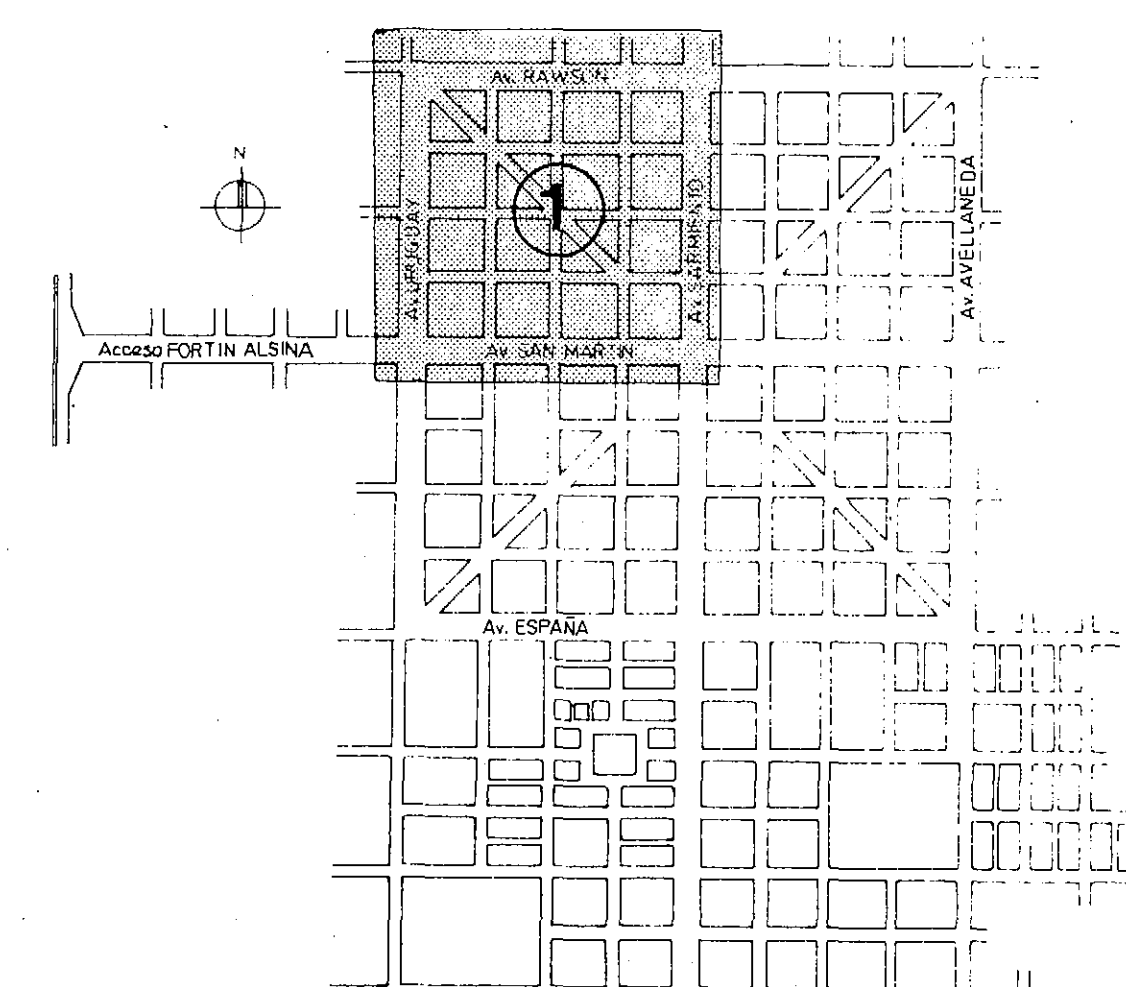 Av. RAWSON
N
1
Av. URUGUAY
Av. SARMIENTO
Av. AVELLANEDA
Acceso FORTIN ALSINA
Av. SAN MARTIN
Av. ESPAÑA